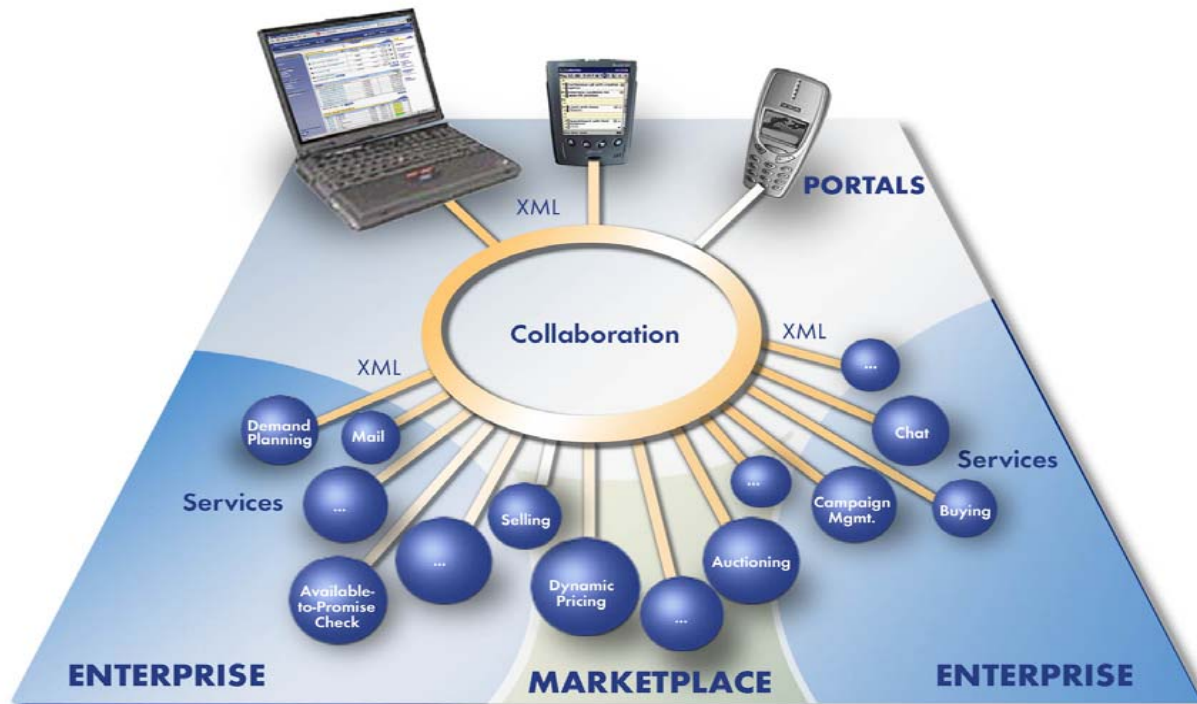 XML
PORTALS
Collaboration
XML
XML
...
Demand
Planning
Mail
Chat
Services
Services
...
...
Selling
...
Campaign
Mgmt.
Buying
Available-
to-Promise
Check
Dynamic
Pricing
...
Auctioning
ENTERPRISE
MARKETPLACE
ENTERPRISE